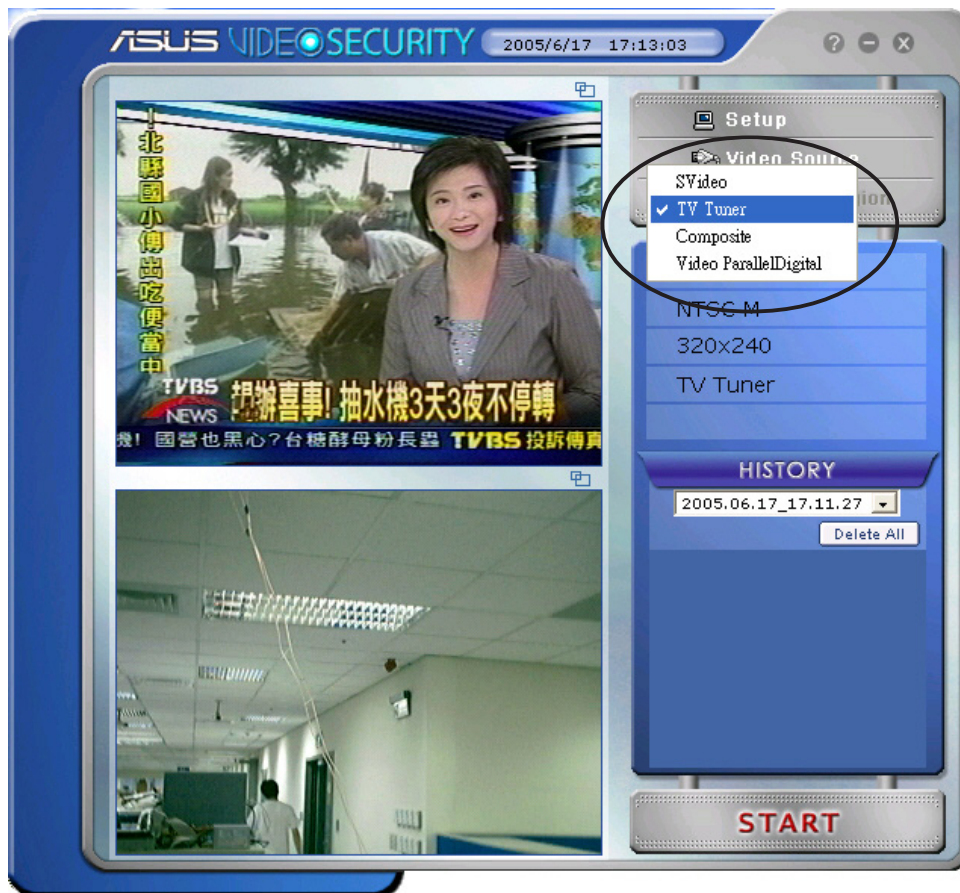 ASUS VIDEO SECURITY 2005/6/17 17:13:03
Setup
Video Source
SVideo
TV Tuner
Composite
Video ParallelDigital
NTSC M
320x240
TV Tuner
HISTORY
2005.06.17_17.11.27
Delete All
START
北縣國小傳出吃便當中
TVBS
NEWS
辦喜事! 抽水機3天3夜不停轉
! 國營也黑心?台糖酵母粉長蟲 TVBS 投訴傳真